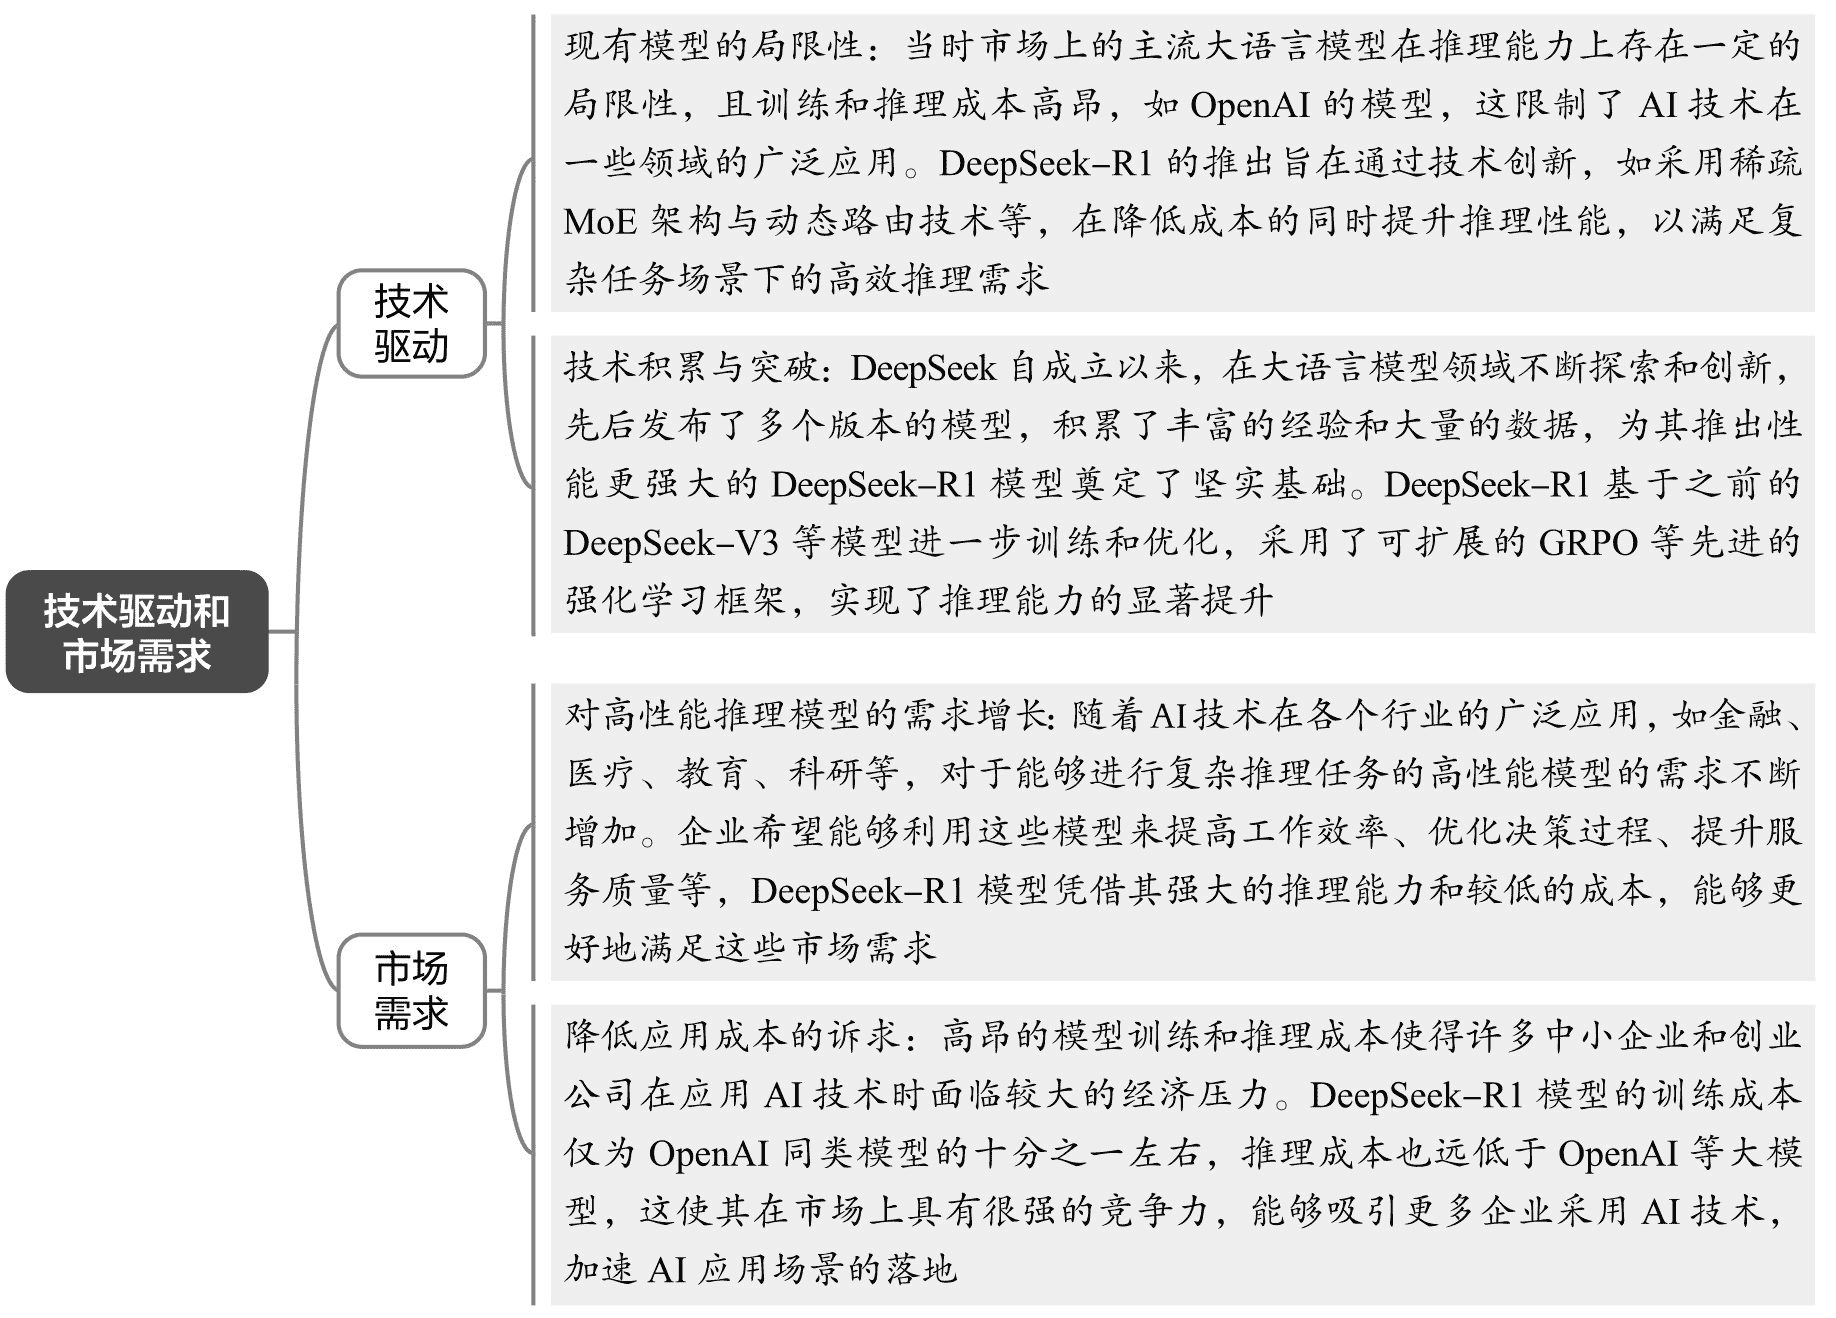 现有模型的局限性：当时市场上的主流大语言模型在推理能力上存在一定的
局限性，且训练和推理成本高昂，如 OpenAI 的模型，这限制了 AI 技术在
一些领域的广泛应用。DeepSeek-R1 的推出旨在通过技术创新，如采用稀疏
MoE 架构与动态路由技术等，在降低成本的同时提升推理性能，以满足复
杂任务场景下的高效推理需求
技术
驱动
技术积累与突破：DeepSeek 自成立以来，在大语言模型领域不断探索和创新，
先后发布了多个版本的模型，积累了丰富的经验和大量的数据，为其推出性
能更强大的 DeepSeek-R1 模型奠定了坚实基础。DeepSeek-R1 基于之前的
DeepSeek-V3 等模型进一步训练和优化，采用了可扩展的 GRPO 等先进的
强化学习框架，实现了推理能力的显著提升
技术驱动和
市场需求
对高性能推理模型的需求增长：随着AI技术在各个行业的广泛应用，如金融、
医疗、教育、科研等，对于能够进行复杂推理任务的高性能模型的需求不断
增加。企业希望能够利用这些模型来提高工作效率、优化决策过程、提升服
务质量等，DeepSeek-R1 模型凭借其强大的推理能力和较低的成本，能够更
好地满足这些市场需求
市场
需求
降低应用成本的诉求：高昂的模型训练和推理成本使得许多中小企业和创业
公司在应用 AI 技术时面临较大的经济压力。DeepSeek-R1 模型的训练成本
仅为 OpenAI 同类模型的十分之一左右，推理成本也远低于 OpenAI 等大模
型，这使其在市场上具有很强的竞争力，能够吸引更多企业采用 AI 技术，
加速 AI 应用场景的落地